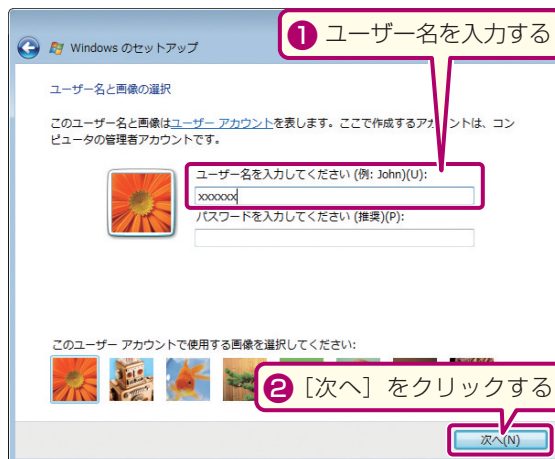 ❶ ユーザー名を入力する
Windows のセットアップ
ユーザー名と画像の選択
このユーザー名と画像はユーザー アカウントを表します。ここで作成するアカウントは、コン
ピュータの管理者アカウントです。
ユーザー名を入力してください (例: John)(U):
xxxxxx
パスワードを入力してください (推奨)(P):
このユーザー アカウントで使用する画像を選択してください:
❷ [次へ] をクリックする
次へ(N)